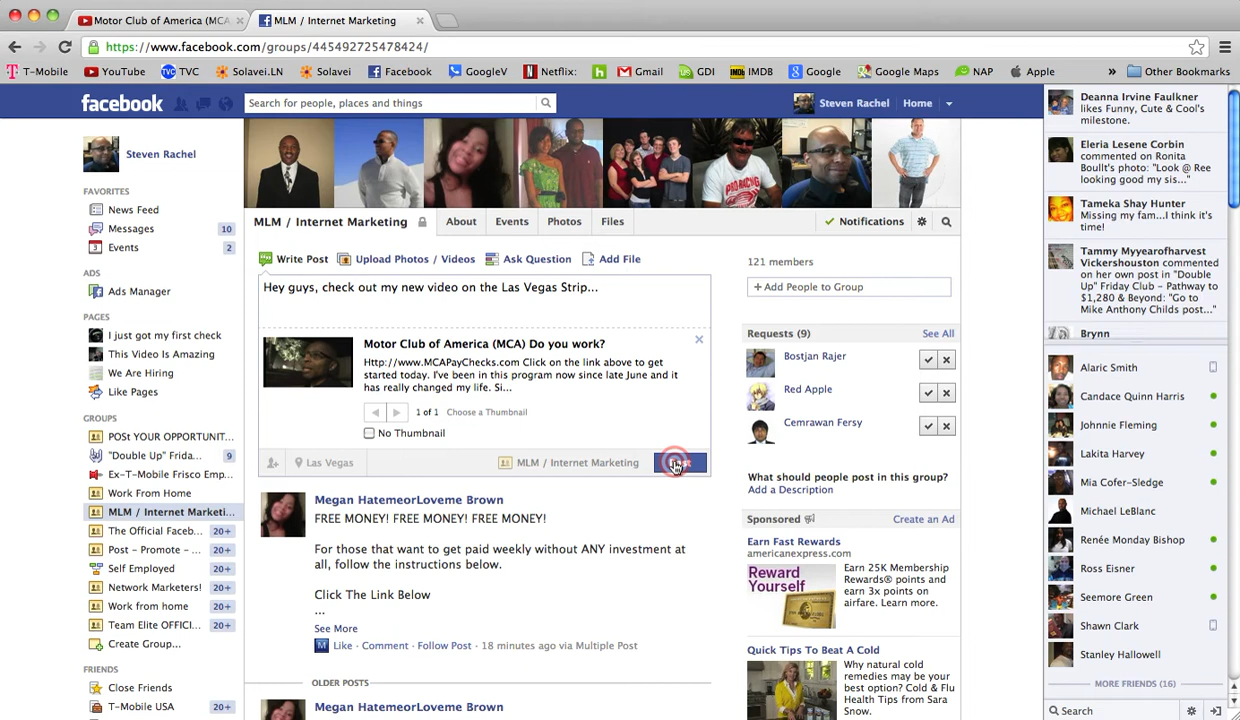 Motor Club of America (MCA
MLM / Internet Marketing
https://www.facebook.com/groups/445492725478424/
T-Mobile
YouTube
TVC TVC
Solavei.LN
Solavei
Facebook
GoogleV
Netflix:
h
Gmail
GDI
IMDb IMDB
Google
Google Maps
NAP
Apple
»
Other Bookmarks
facebook
Search for people, places and things
Steven Rachel
Home
Steven Rachel
FAVORITES
News Feed
Messages 10
Events 2
ADS
Ads Manager
PAGES
I just got my first check
This Video Is Amazing
We Are Hiring
Like Pages
GROUPS
POSt YOUR OPPORTUNIT...
"Double Up" Frida... 9
Ex-T-Mobile Frisco Emp...
Work From Home
MLM / Internet Marketi...
The Official Faceb... 20+
Post - Promote - ... 20+
Self Employed 20+
Network Marketers! 20+
Work from home 20+
Team Elite OFFICI... 20+
Create Group...
FRIENDS
Close Friends
T-Mobile USA 20+
MLM / Internet Marketing
About
Events
Photos
Files
✓ Notifications
Write Post
Upload Photos / Videos
Ask Question
Add File
Hey guys, check out my new video on the Las Vegas Strip...
Motor Club of America (MCA) Do you work?
Http://www.MCAPayChecks.com Click on the link above to get
started today. I've been in this program now since late June and it
has really changed my life. Si...
1 of 1 Choose a Thumbnail
No Thumbnail
Las Vegas
MLM / Internet Marketing
Megan HatemeorLoveme Brown
FREE MONEY! FREE MONEY! FREE MONEY!
For those that want to get paid weekly without ANY investment at
all, follow the instructions below.
Click The Link Below
...
See More
Like · Comment · Follow Post · 18 minutes ago via Multiple Post
OLDER POSTS
Megan HatemeorLoveme Brown
121 members
+ Add People to Group
Requests (9)
See All
Bostjan Rajer
Red Apple
Cemrawan Fersy
What should people post in this group?
Add a Description
Sponsored
Create an Ad
Earn Fast Rewards
americanexpress.com
Reward
Yourself
Earn 25K Membership
Rewards® points and
earn 3x points on
airfare. Learn more.
Quick Tips To Beat A Cold
Why natural cold
remedies may be your
best option? Cold & Flu
Health Tips from Sara
Snow.
Deanna Irvine Faulkner
likes Funny, Cute & Cool's
milestone.
Eleria Lesene Corbin
commented on Ronita
Boullt's photo: "Look @ Ree
looking good my sis..."
Tameka Shay Hunter
Missing my fam...I think it's
time!
Tammy Myyearofharvest
Vickershouston commented
on her own post in "Double
Up" Friday Club - Pathway to
$1,280 & Beyond: "Go to
Mike Anthony Childs post..."
Brynn
Alaric Smith
Candace Quinn Harris
Johnnie Fleming
Lakita Harvey
Mia Cofer-Sledge
Michael LeBlanc
Renée Monday Bishop
Ross Eisner
Seemore Green
Shawn Clark
Stanley Hallowell
MORE FRIENDS (16)
Search